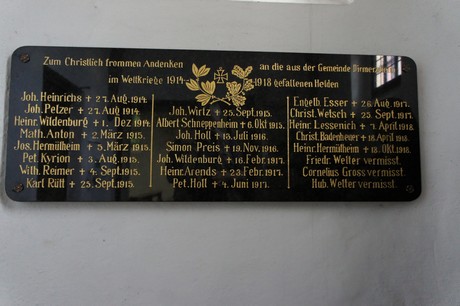 Zum Christlich frommen Andenken an die aus der Gemeinde
im Weltkriege 1914 - 1918 gefallenen Helden
Joh. Heinrichs + 27. Aug. 1914.
Joh. Petzer + 27. Aug. 1914.
Heinr. Wildenburg + 1. Dez. 1914.
Math. Anton + 2. März 1915.
Jos. Hermülheim + 5. März 1915.
Pet. Kyrion + 3. Aug. 1915.
Wilh. Reimer + 4. Sept. 1915.
Karl Rütt + 25. Sept. 1915.
Joh. Wirtz + 25. Sept. 1915.
Albert Schneppenheim + 6. Okt. 1915.
Joh. Holl + 15. Juli 1916.
Simon Preis + 19. Nov. 1916.
Joh. Wildenburg + 16. Febr. 1917.
Heinr. Arends + 23. Febr. 1917.
Pet. Holl + 4. Juni 1917.
Engelb. Esser + 26. Aug. 1917.
Christ. Wetsch + 25. Sept. 1917.
Heinr. Lessenich + 7. April 1918.
Christ. Badenheuer + 18. April 1918.
Heinr. Hermülheim + 18. Okt. 1918.
Friedr. Welter vermisst.
Cornelius Gross vermisst.
Hub. Welter vermisst.